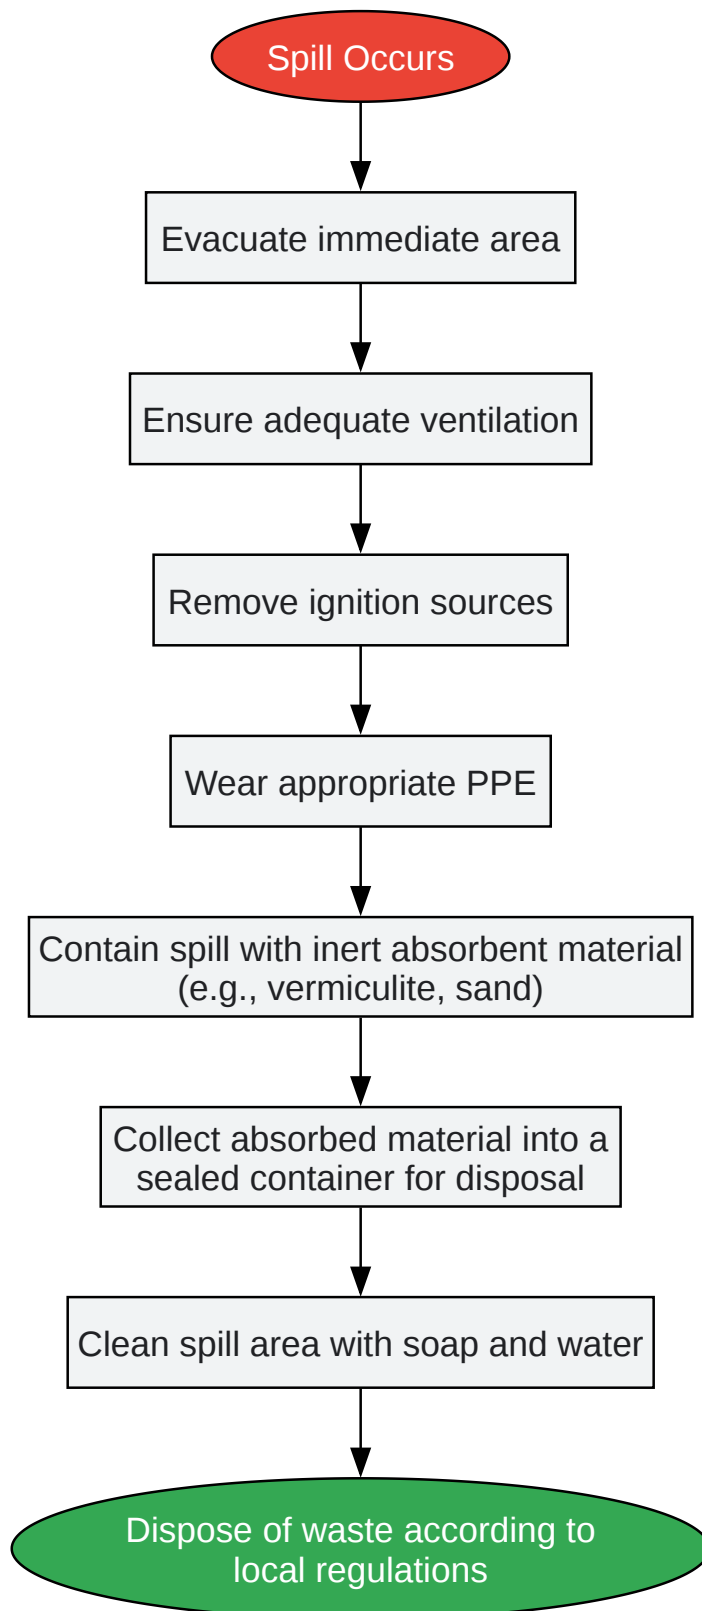 Spill Occurs
Evacuate immediate area
Ensure adequate ventilation
Remove ignition sources
Wear appropriate PPE
Contain spill with inert absorbent material
(e.g., vermiculite, sand)
Collect absorbed material into a
sealed container for disposal
Clean spill area with soap and water
Dispose of waste according to
local regulations